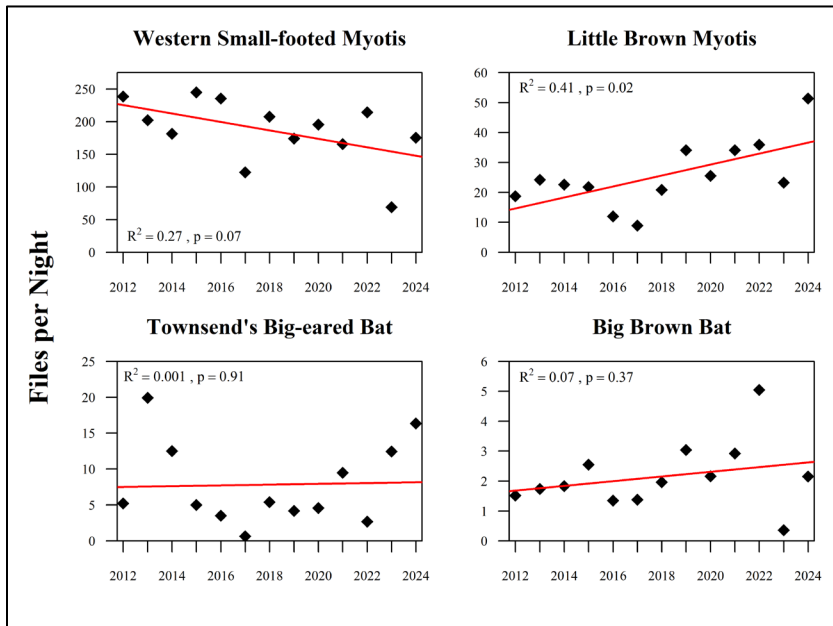 Files per Night
Western Small-footed Myotis
250
200
150
100
50
0
R² = 0.27 , p = 0.07
2012 2014 2016 2018 2020 2022 2024
Little Brown Myotis
60
50
40
30
20
10
0
R² = 0.41 , p = 0.02
2012 2014 2016 2018 2020 2022 2024
Townsend's Big-eared Bat
25
20
15
10
5
0
R² = 0.001 , p = 0.91
2012 2014 2016 2018 2020 2022 2024
Big Brown Bat
6
5
4
3
2
1
0
R² = 0.07 , p = 0.37
2012 2014 2016 2018 2020 2022 2024